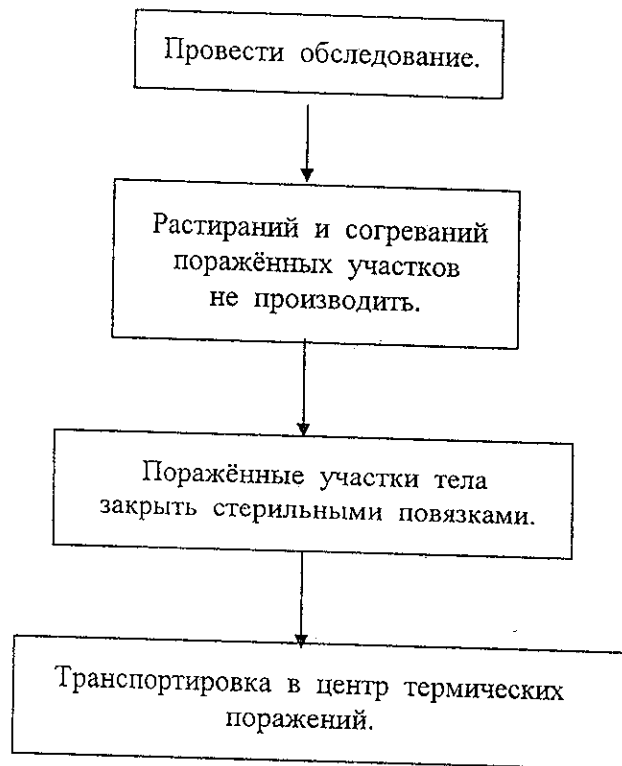 Провести обследование.
Растираний и согреваний
поражённых участков
не производить.
Поражённые участки тела
закрыть стерильными повязками.
Транспортировка в центр термических
поражений.